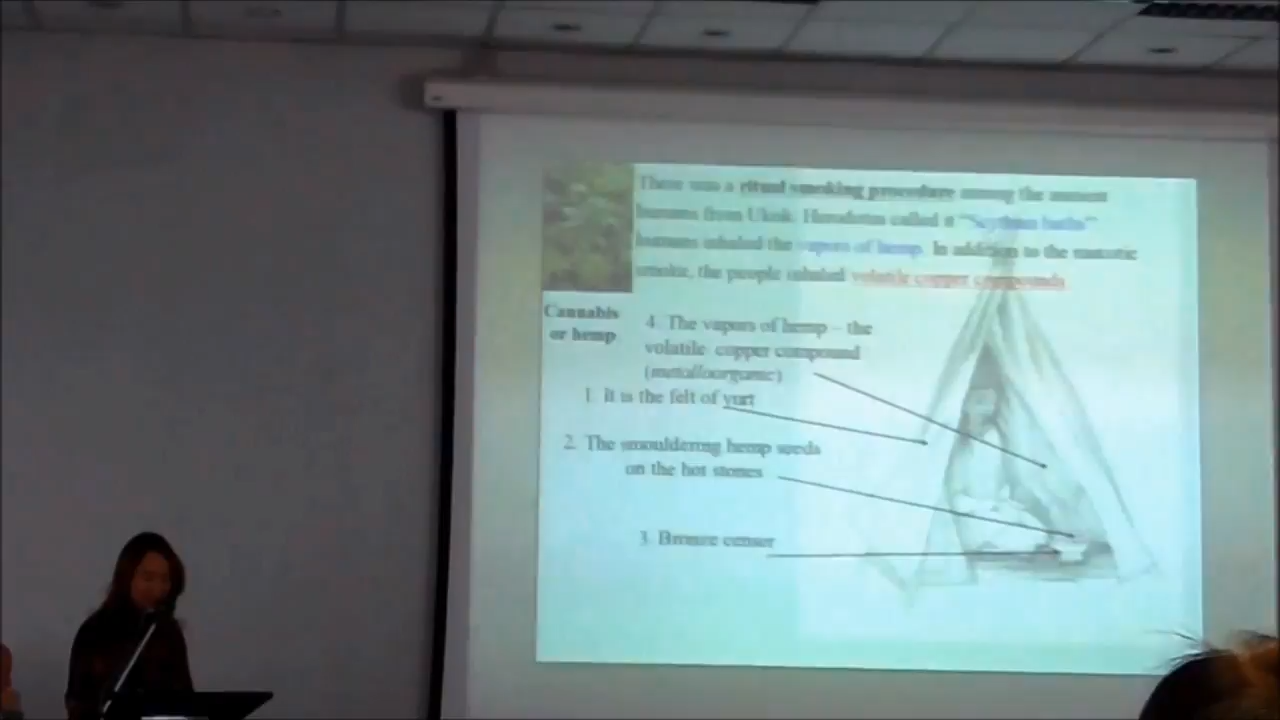 There was a ritual smoking procedure among the ancient
humans from Ukok. Herodotus called it "Scythian baths"
humans inhaled the vapors of hemp. In addition to the narcotic
smoke, the people inhaled volatile copper compounds.
Cannabis
or hemp
4. The vapors of hemp – the
volatile copper compound
(metalloorganic)
1. It is the felt of yurt
2. The smouldering hemp seeds
on the hot stones
3. Bronze censer